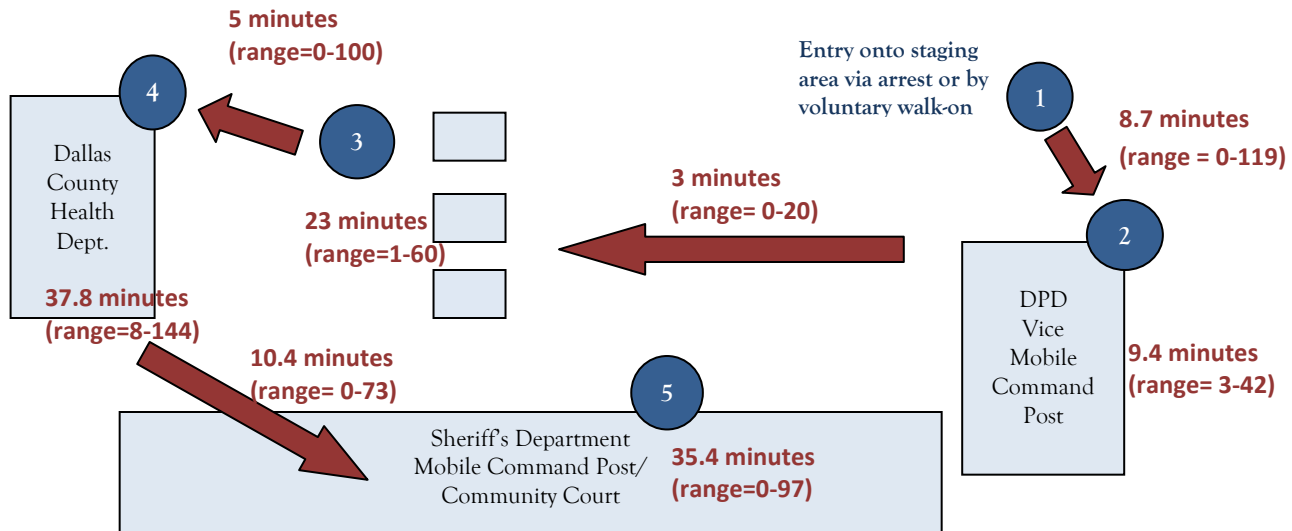 5 minutes
(range=0-100)
4
3
Dallas
County
Health
Dept.
Entry onto staging
area via arrest or by
voluntary walk-on
1
8.7 minutes
(range = 0-119)
3 minutes
(range= 0-20)
23 minutes
(range=1-60)
2
DPD
Vice
Mobile
Command
Post
9.4 minutes
(range= 3-42)
37.8 minutes
(range=8-144)
10.4 minutes
(range= 0-73)
5
Sheriff's Department
Mobile Command Post/
Community Court
35.4 minutes
(range=0-97)